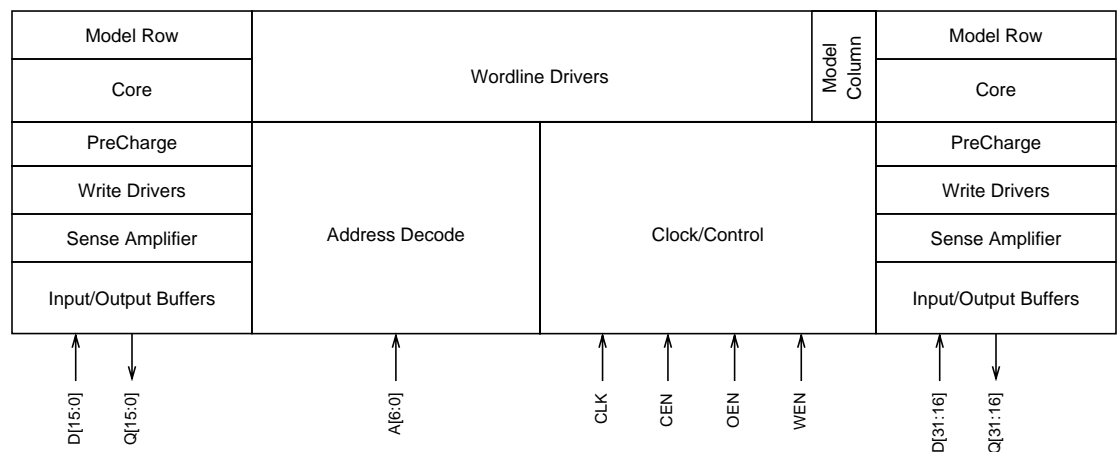 Model Row
Core
PreCharge
Write Drivers
Sense Amplifier
Input/Output Buffers
Wordline Drivers
Model
Column
Address Decode
Clock/Control
Model Row
Core
PreCharge
Write Drivers
Sense Amplifier
Input/Output Buffers
D[15:0]
Q[15:0]
A[6:0]
CLK
CEN
OEN
WEN
D[31:16]
Q[31:16]